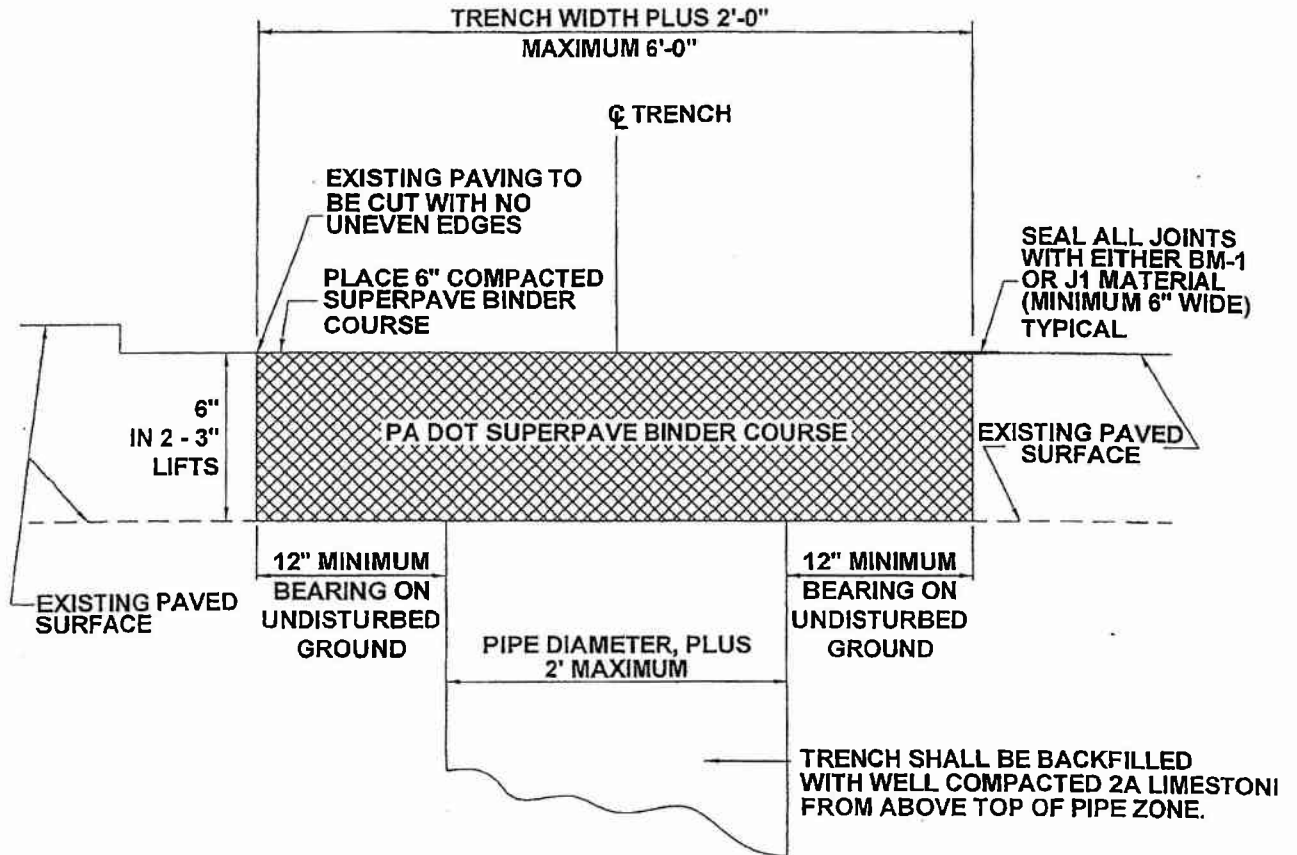 TRENCH WIDTH PLUS 2'-0"
MAXIMUM 6'-0"
℄ TRENCH
EXISTING PAVING TO
BE CUT WITH NO
UNEVEN EDGES
PLACE 6" COMPACTED
SUPERPAVE BINDER
COURSE
SEAL ALL JOINTS
WITH EITHER BM-1
OR J1 MATERIAL
(MINIMUM 6" WIDE)
TYPICAL
6"
IN 2 - 3"
LIFTS
PA DOT SUPERPAVE BINDER COURSE
EXISTING PAVED
SURFACE
EXISTING PAVED
SURFACE
12" MINIMUM
BEARING ON
UNDISTURBED
GROUND
12" MINIMUM
BEARING ON
UNDISTURBED
GROUND
PIPE DIAMETER, PLUS
2' MAXIMUM
TRENCH SHALL BE BACKFILLED
WITH WELL COMPACTED 2A LIMESTONI
FROM ABOVE TOP OF PIPE ZONE.